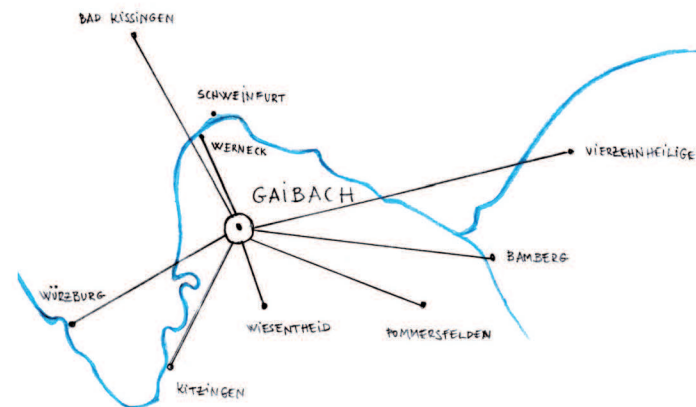 BAD KISSINGEN
SCHWEINFURT
WERNECK
VIERZEHNHEILIGE
GAIBACH
BAMBERG
WÜRZBURG
WIESENTHEID
POMMERSFELDEN
KITZINGEN